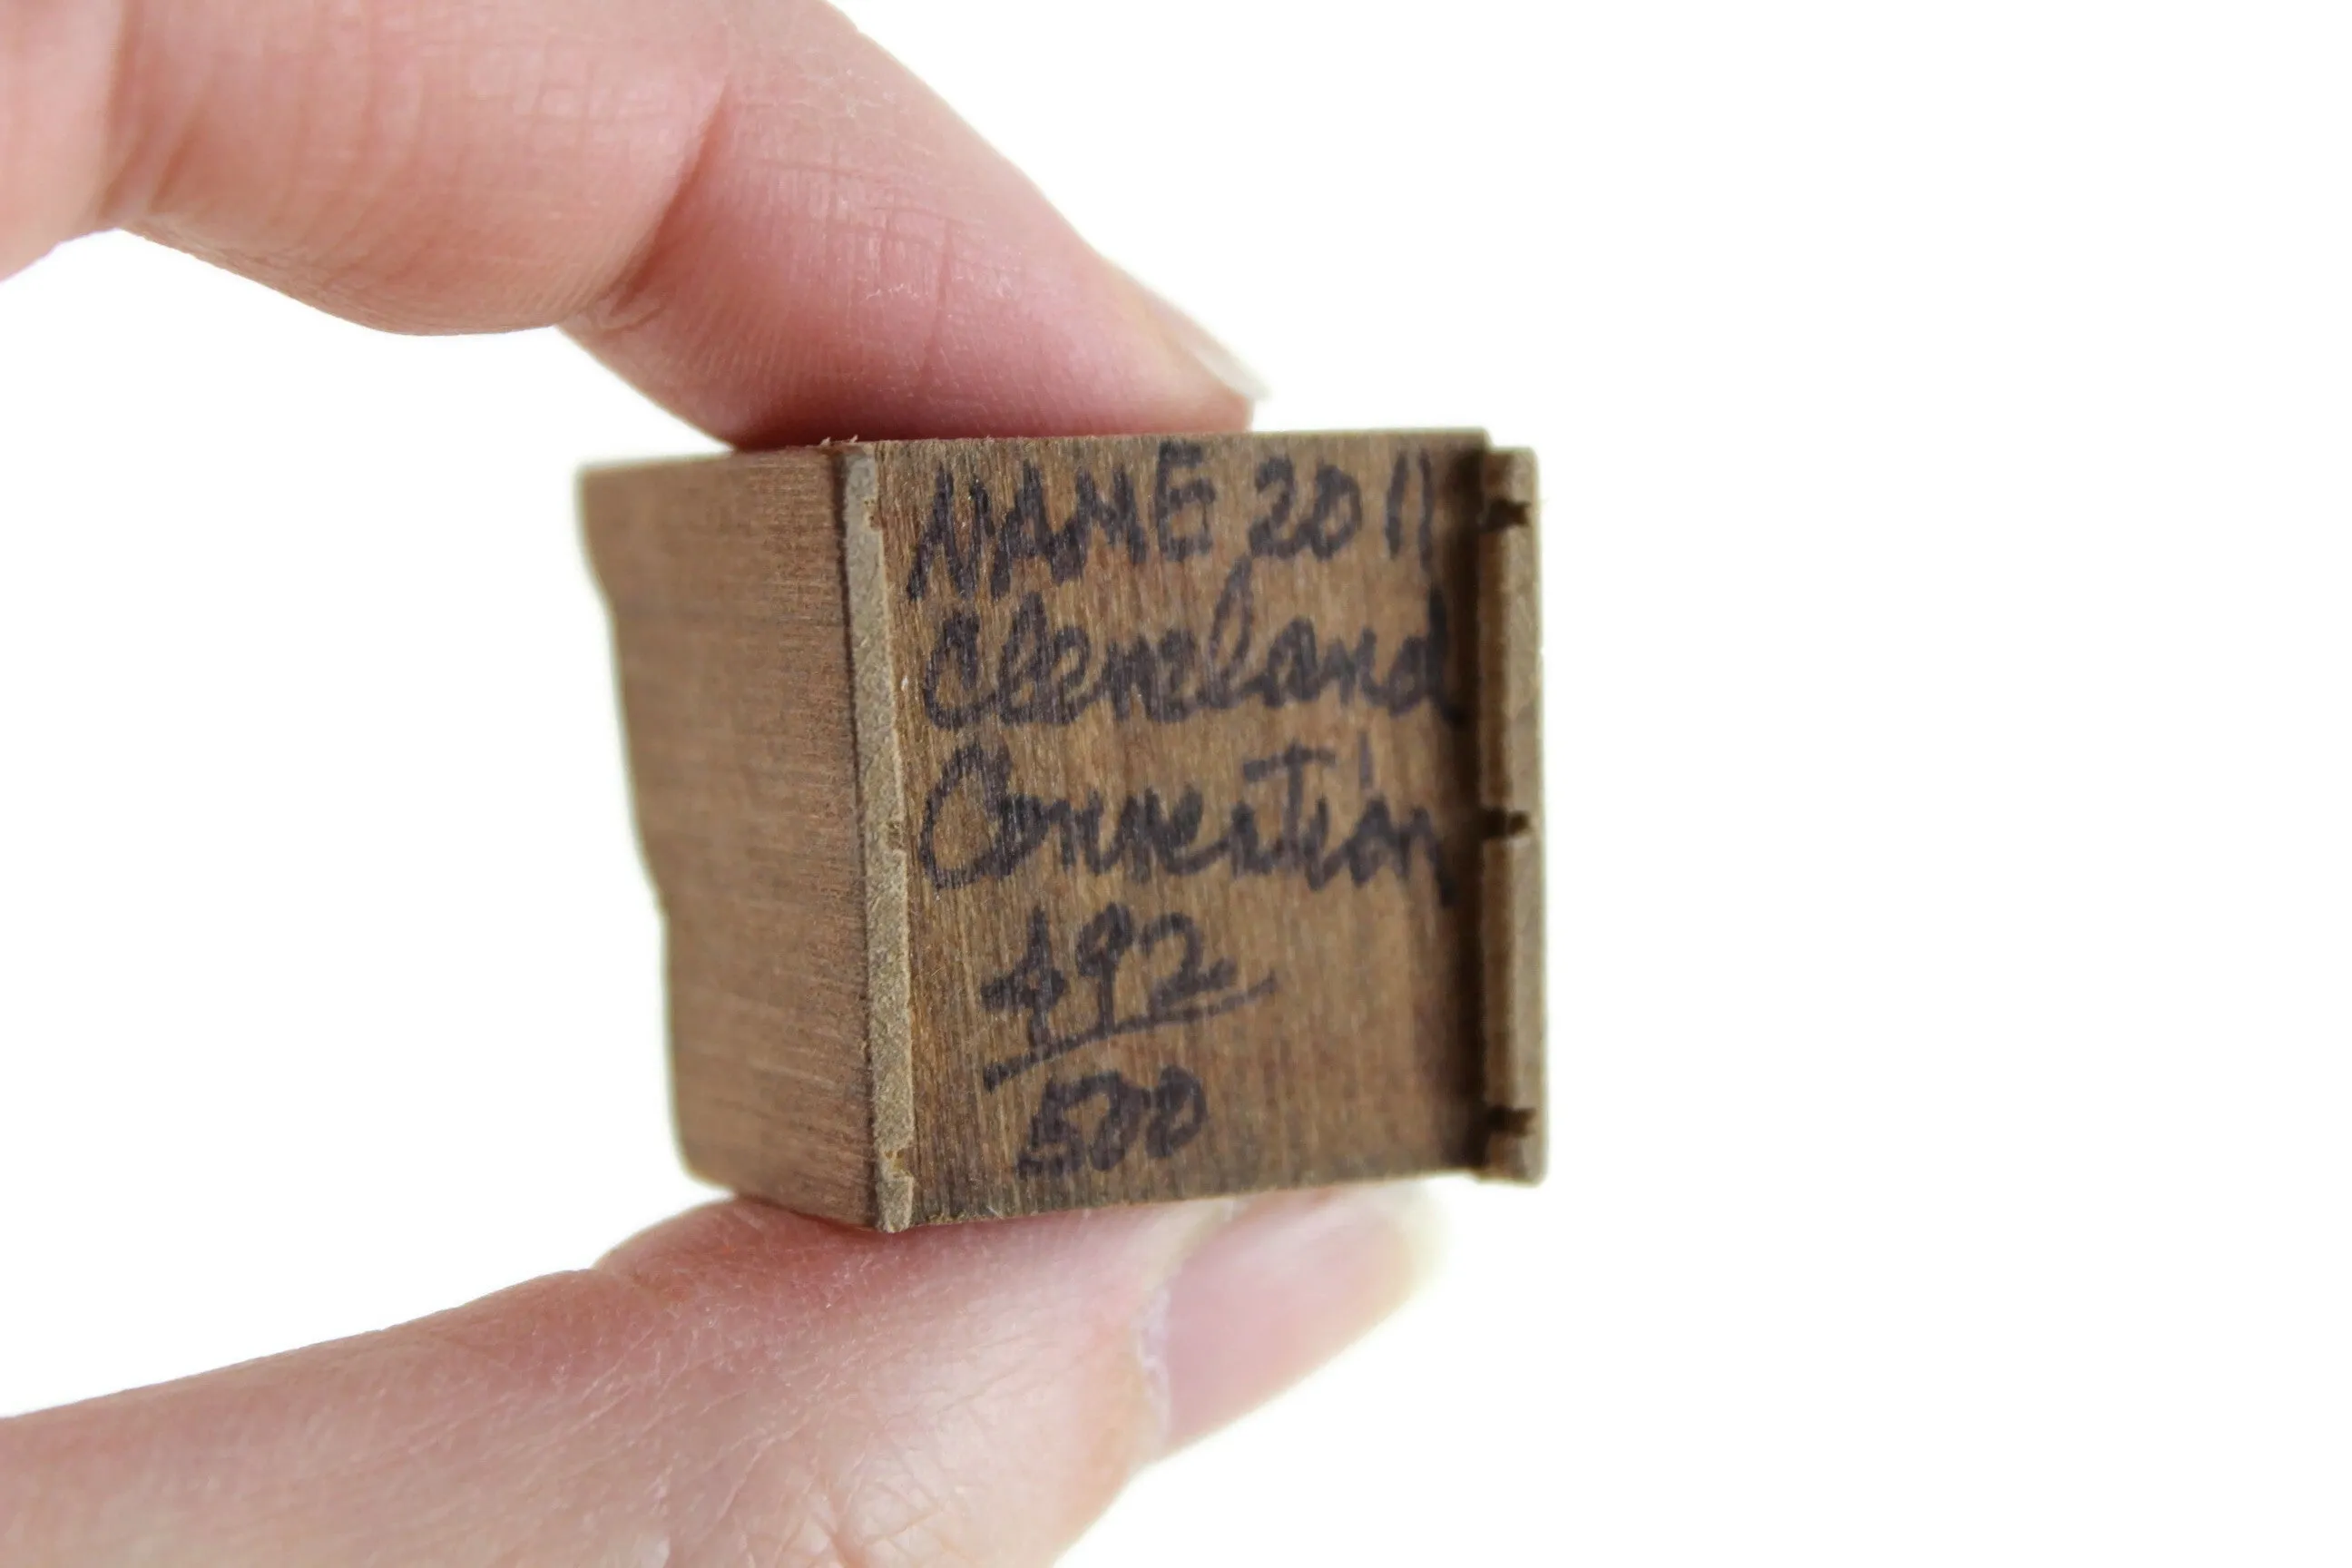 NAME 2011
Cleveland
Convention
492
500